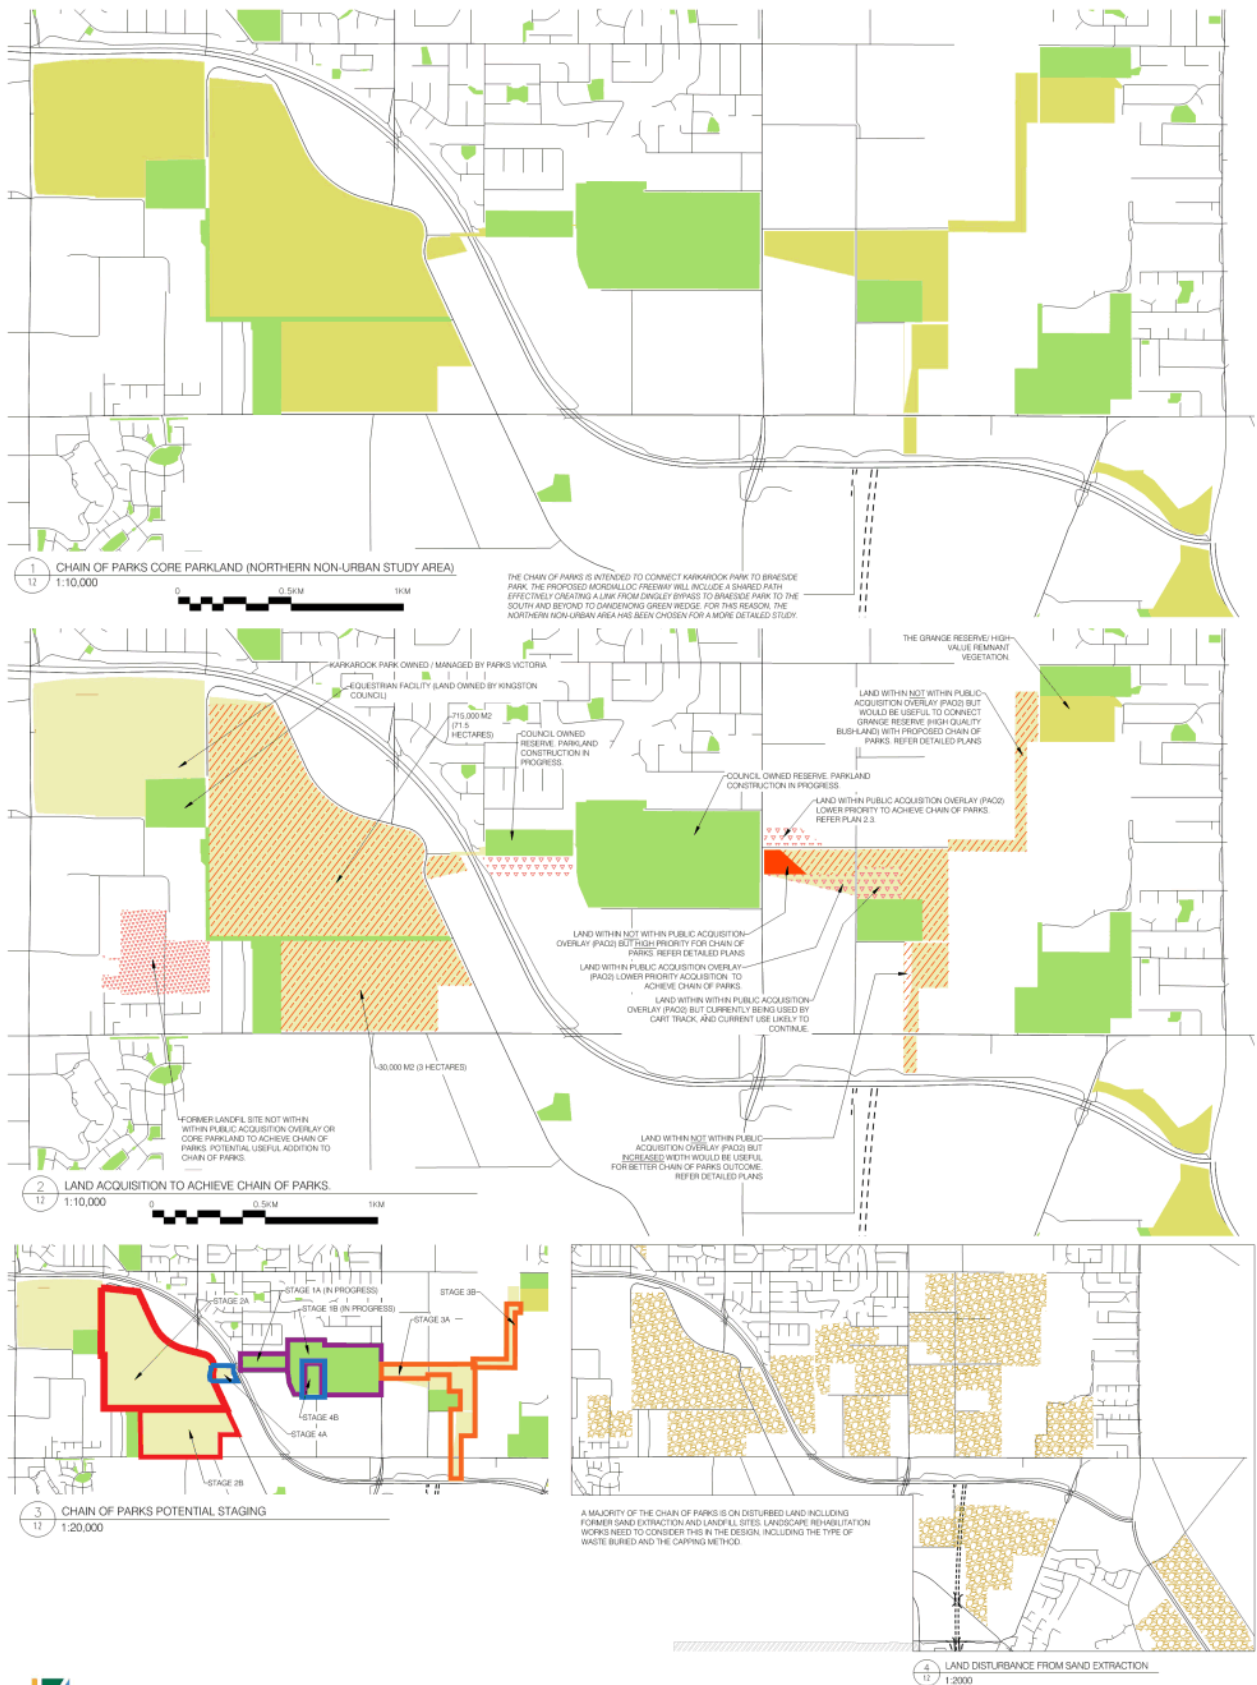 1
12
CHAIN OF PARKS CORE PARKLAND (NORTHERN NON-URBAN STUDY AREA)
1:10,000
0
0.5KM
1KM
THE CHAIN OF PARKS IS INTENDED TO CONNECT KARKAROOK PARK TO BRAESIDE
PARK. THE PROPOSED MORDIALLOC FREEWAY WILL INCLUDE A SHARED PATH
EFFECTIVELY CREATING A LINK FROM DINGLEY BYPASS TO BRAESIDE PARK TO THE
SOUTH AND BEYOND TO DANDENONG GREEN WEDGE. FOR THIS REASON, THE
NORTHERN NON-URBAN AREA HAS BEEN CHOSEN FOR A MORE DETAILED STUDY.
KARKAROOK PARK OWNED / MANAGED BY PARKS VICTORIA
EQUESTRIAN FACILITY (LAND OWNED BY KINGSTON
COUNCIL)
715,000 M2
(71.5
HECTARES)
COUNCIL OWNED
RESERVE. PARKLAND
CONSTRUCTION IN
PROGRESS
THE GRANGE RESERVE/ HIGH
VALUE REMNANT
VEGETATION.
LAND WITHIN NOT WITHIN PUBLIC
ACQUISITION OVERLAY (PAO2) BUT
WOULD BE USEFUL TO CONNECT
GRANGE RESERVE (HIGH QUALITY
BUSHLAND) WITH PROPOSED CHAIN OF
PARKS. REFER DETAILED PLANS
COUNCIL OWNED RESERVE. PARKLAND
CONSTRUCTION IN PROGRESS.
LAND WITHIN PUBLIC ACQUISITION OVERLAY (PAO2)
LOWER PRIORITY TO ACHIEVE CHAIN OF PARKS.
REFER PLAN 2.3.
LAND WITHIN NOT WITHIN PUBLIC ACQUISITION
OVERLAY (PAO2) BUT HIGH PRIORITY FOR CHAIN OF
PARKS. REFER DETAILED PLANS
LAND WITHIN PUBLIC ACQUISITION OVERLAY
(PAO2) LOWER PRIORITY ACQUISITION TO
ACHIEVE CHAIN OF PARKS.
LAND WITHIN WITHIN PUBLIC ACQUISITION
OVERLAY (PAO2) BUT CURRENTLY BEING USED BY
CART TRACK, AND CURRENT USE LIKELY TO
CONTINUE.
30,000 M2 (3 HECTARES)
FORMER LANDFIL SITE NOT WITHIN
WITHIN PUBLIC ACQUISITION OVERLAY OR
CORE PARKLAND TO ACHIEVE CHAIN OF
PARKS. POTENTIAL USEFUL ADDITION TO
CHAIN OF PARKS.
LAND WITHIN NOT WITHIN PUBLIC
ACQUISITION OVERLAY (PAO2) BUT
INCREASED WIDTH WOULD BE USEFUL
FOR BETTER CHAIN OF PARKS OUTCOME.
REFER DETAILED PLANS
2
12
LAND ACQUISITION TO ACHIEVE CHAIN OF PARKS.
1:10,000
0
0.5KM
1KM
STAGE 2A
STAGE 1A (IN PROGRESS)
STAGE 1B (IN PROGRESS)
STAGE 3B
STAGE 3A
STAGE 4B
STAGE 4A
STAGE 2B
3
12
CHAIN OF PARKS POTENTIAL STAGING
1:20,000
A MAJORITY OF THE CHAIN OF PARKS IS ON DISTURBED LAND INCLUDING
FORMER SAND EXTRACTION AND LANDFILL SITES. LANDSCAPE REHABILITATION
WORKS NEED TO CONSIDER THIS IN THE DESIGN, INCLUDING THE TYPE OF
WASTE BURIED AND THE CAPPING METHOD.
4
12
LAND DISTURBANCE FROM SAND EXTRACTION
1:2000